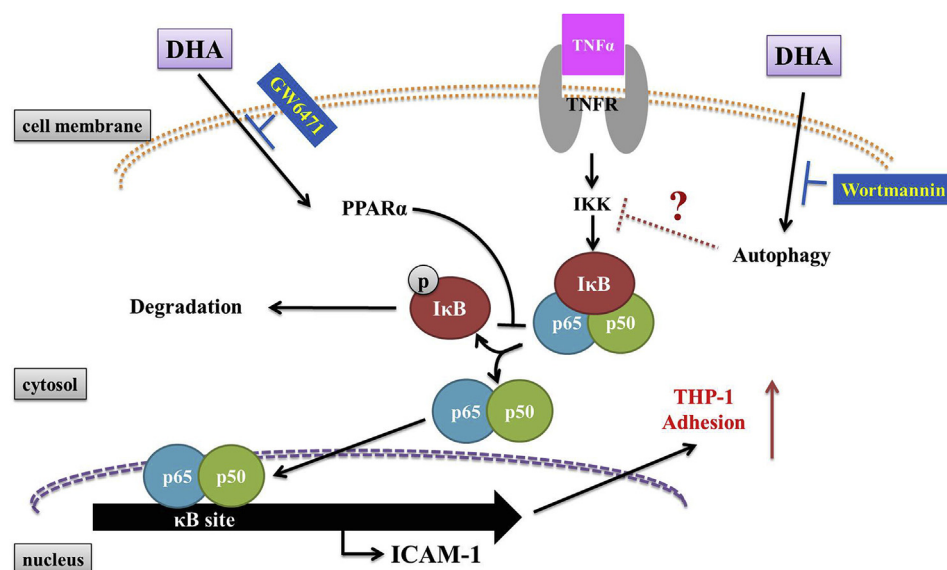 DHA
TNFα
DHA
GW6471
TNFR
cell membrane
Wortmannin
PPARα
IKK
?
Autophagy
p
IκB
IκB
Degradation
p65
p50
cytosol
p65
p50
THP-1
Adhesion
p65
p50
κB site
ICAM-1
nucleus